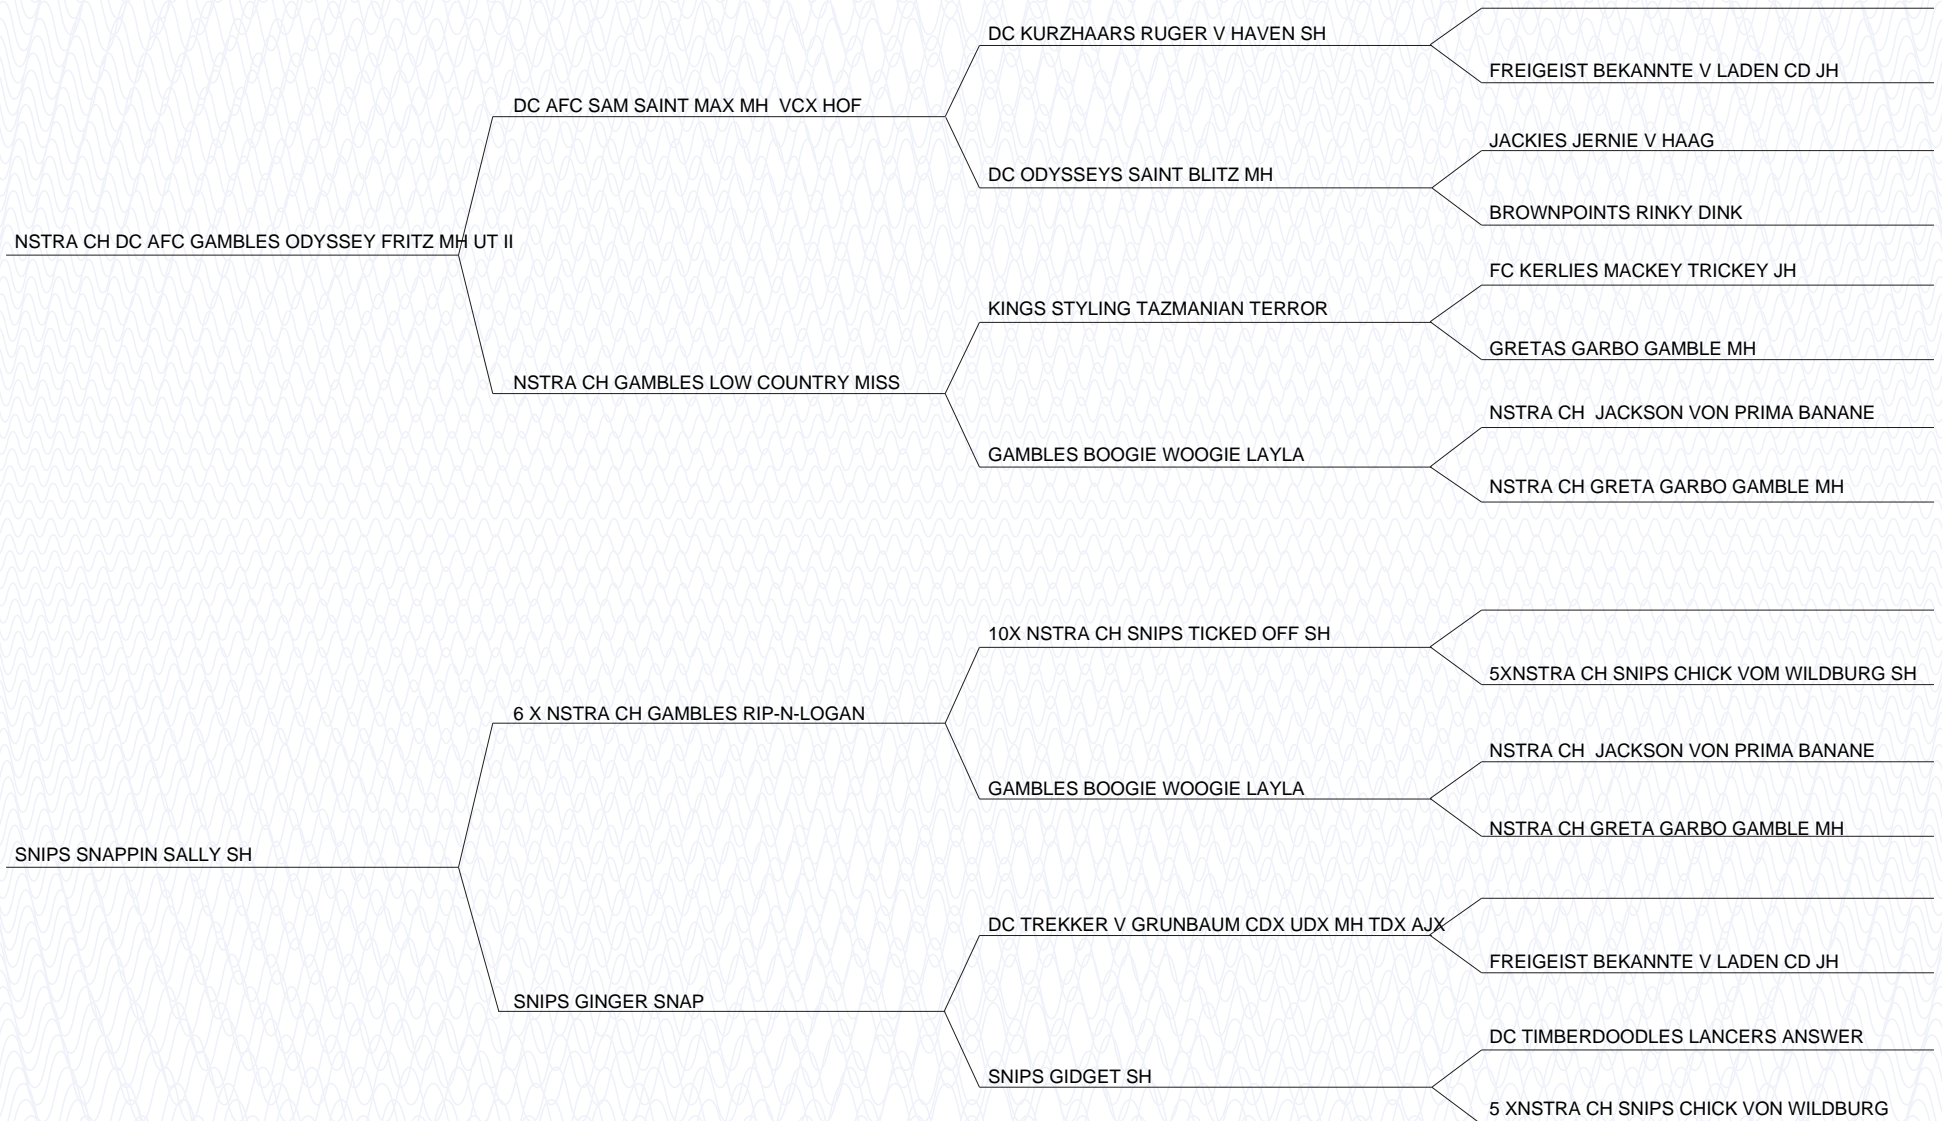 DC KURZHAARS RUGER V HAVEN SH
FREIGEIST BEKANNTE V LADEN CD JH
DC AFC SAM SAINT MAX MH  VCX HOF
JACKIES JERNIE V HAAG
DC ODYSSEYS SAINT BLITZ MH
BROWNPOINTS RINKY DINK
NSTRA CH DC AFC GAMBLES ODYSSEY FRITZ MH UT II
FC KERLIES MACKEY TRICKEY JH
KINGS STYLING TAZMANIAN TERROR
GRETAS GARBO GAMBLE MH
NSTRA CH GAMBLES LOW COUNTRY MISS
NSTRA CH  JACKSON VON PRIMA BANANE
GAMBLES BOOGIE WOOGIE LAYLA
NSTRA CH GRETA GARBO GAMBLE MH
10X NSTRA CH SNIPS TICKED OFF SH
5XNSTRA CH SNIPS CHICK VOM WILDBURG SH
6 X NSTRA CH GAMBLES RIP-N-LOGAN
NSTRA CH  JACKSON VON PRIMA BANANE
GAMBLES BOOGIE WOOGIE LAYLA
NSTRA CH GRETA GARBO GAMBLE MH
SNIPS SNAPPIN SALLY SH
DC TREKKER V GRUNBAUM CDX UDX MH TDX AJX
FREIGEIST BEKANNTE V LADEN CD JH
SNIPS GINGER SNAP
DC TIMBERDOODLES LANCERS ANSWER
SNIPS GIDGET SH
5 XNSTRA CH SNIPS CHICK VON WILDBURG